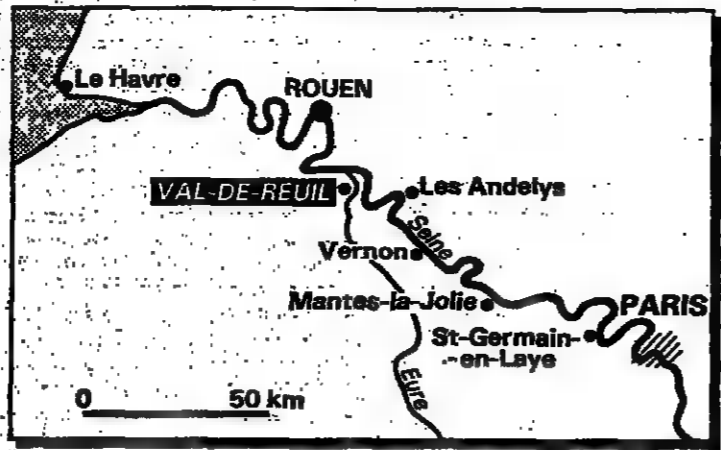 Le Havre
ROUEN
VAL-DE-REUIL
Les Andelys
Seine
Vernon
Mantes-la-Jolie
PARIS
St-Germain-
-en-Laye
Eure
0 50 km